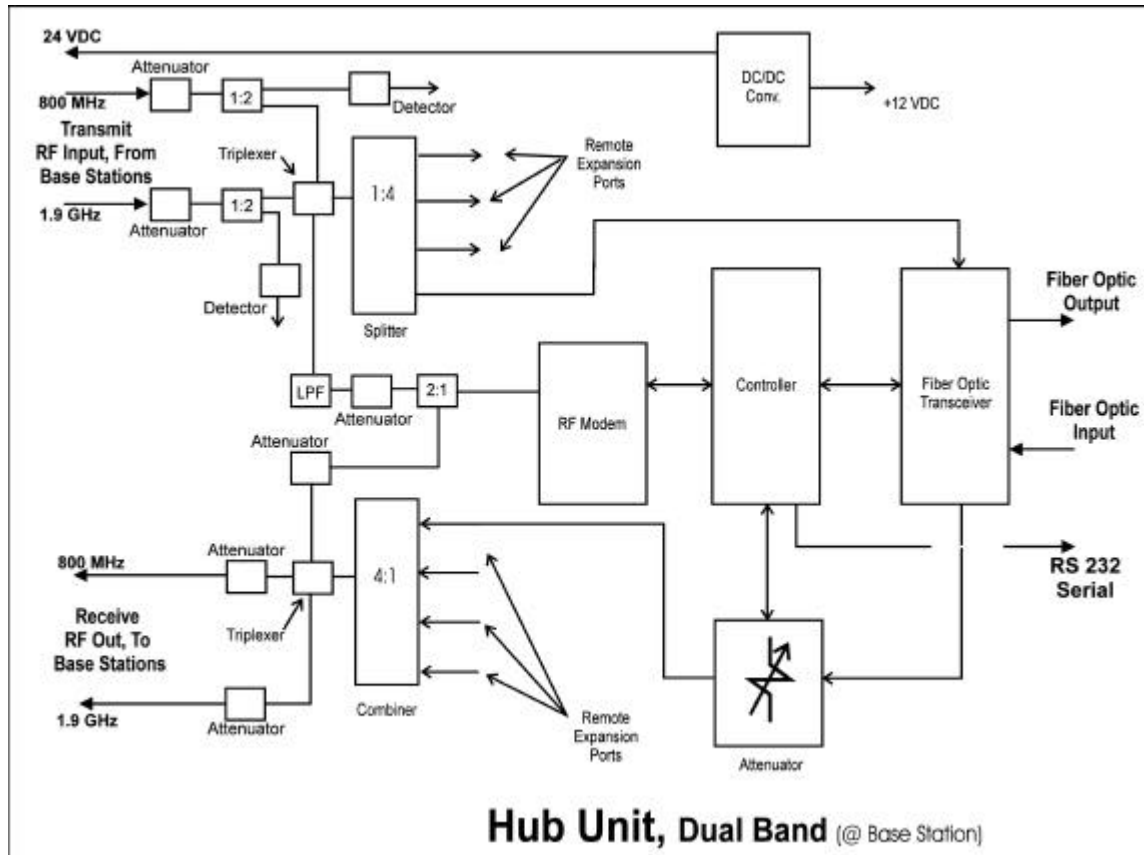 24 VDC
Attenuator
800 MHz
1:2
Detector
DC/DC
Conv.
+12 VDC
Transmit
RF Input, From
Base Stations
Triplexer
1:4
Remote
Expansion
Ports
1.9 GHz
1:2
Attenuator
Detector
Splitter
Fiber Optic
Output
LPF
Attenuator
2:1
RF Modem
Controller
Fiber Optic
Transceiver
Fiber Optic
Input
Attenuator
800 MHz
Attenuator
4:1
RS 232
Serial
Receive
RF Out, To
Base Stations
Triplexer
1.9 GHz
Attenuator
Combiner
Remote
Expansion
Ports
Attenuator
Hub Unit, Dual Band (@ Base Station)